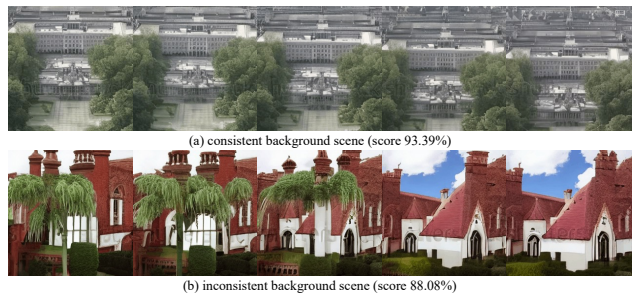 (a) consistent background scene (score 93.39%)
(b) inconsistent background scene (score 88.08%)